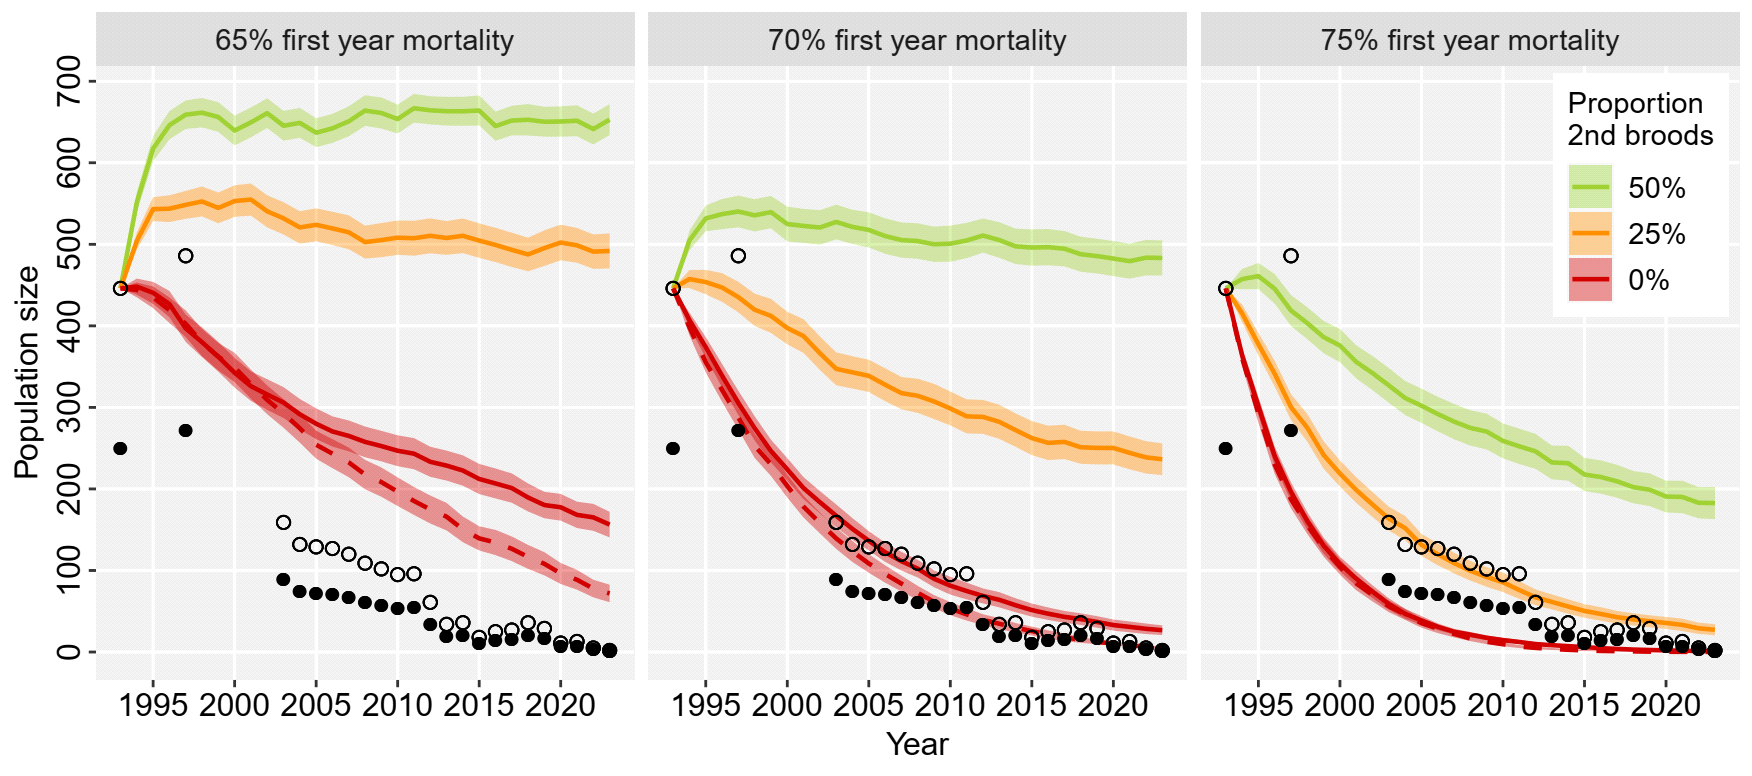 65% first year mortality
70% first year mortality
75% first year mortality
Population size
700
600
500
400
300
200
100
0
Proportion
2nd broods
50%
25%
0%
1995 2000 2005 2010 2015 2020
1995 2000 2005 2010 2015 2020
1995 2000 2005 2010 2015 2020
Year